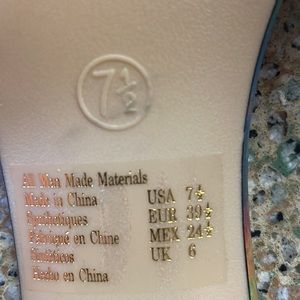 7½
All Man Made Materials
Made in China USA 7½
Synthetiques EUR 39½
Fabriqué en Chine MEX 24½
Sintéticos UK 6
Hecho en China